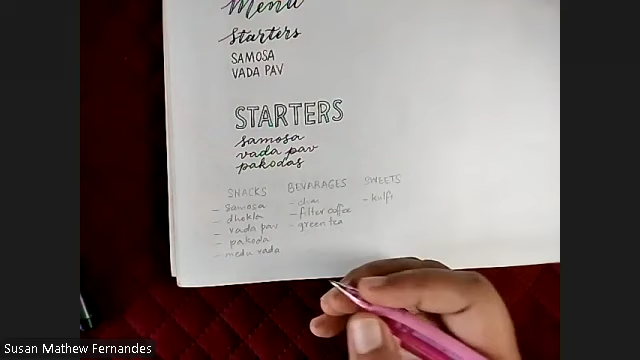 Menu
Starters
SAMOSA
VADA PAV
STARTERS
samosa
vada pav
pakodas
SNACKS BEVARAGES SWEETS
- samosa - chai - kulfi
- dhokla - filter coffee
- vada pav - green tea
- pakoda
- medu vada
Susan Mathew Fernandes